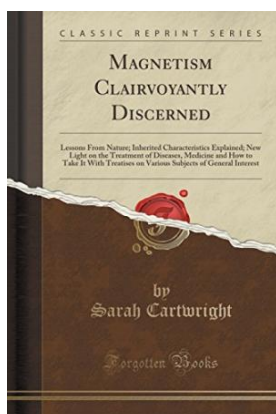 CLASSIC REPRINT SERIES
MAGNETISM
CLAIRVOYANTLY
DISCERNED
Lessons From Nature; Inherited Characteristics Explained; New
Light on the Treatment of Diseases, Medicine and How to
Take It With Treatises on Various Subjects of General Interest
by
Sarah Cartwright
Forgotten Books